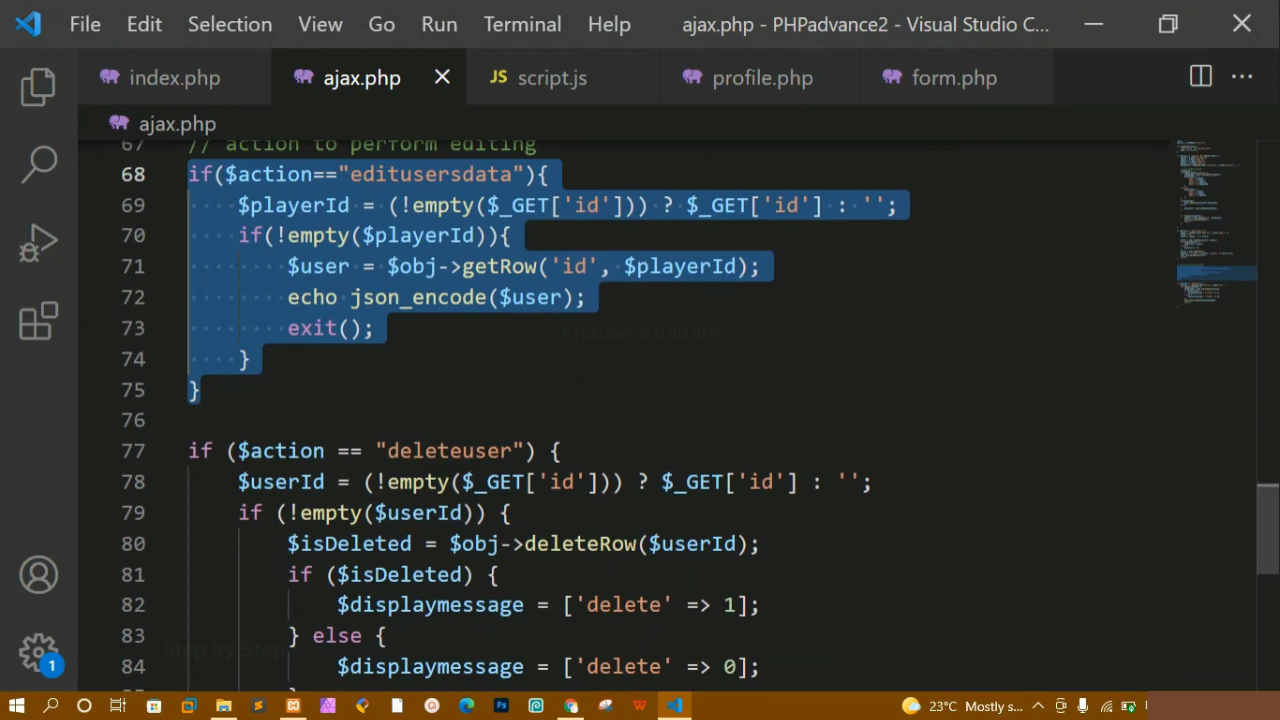 File Edit Selection View Go Run Terminal Help ajax.php - PHPadvance2 - Visual Studio C...
index.php ajax.php script.js profile.php form.php
ajax.php
67 // action to perform editing
68 if($action=="editusersdata"){
69 $playerId = (!empty($_GET['id'])) ? $_GET['id'] : '';
70 if(!empty($playerId)){
71 $user = $obj->getRow('id', $playerId);
72 echo json_encode($user);
73 exit();
74 }
75 }
76
77 if ($action == "deleteuser") {
78 $userId = (!empty($_GET['id'])) ? $_GET['id'] : '';
79 if (!empty($userId)) {
80 $isDeleted = $obj->deleteRow($userId);
81 if ($isDeleted) {
82 $displaymessage = ['delete' => 1];
83 } else {
84 $displaymessage = ['delete' => 0];
Step by Step
1
23°C Mostly s...